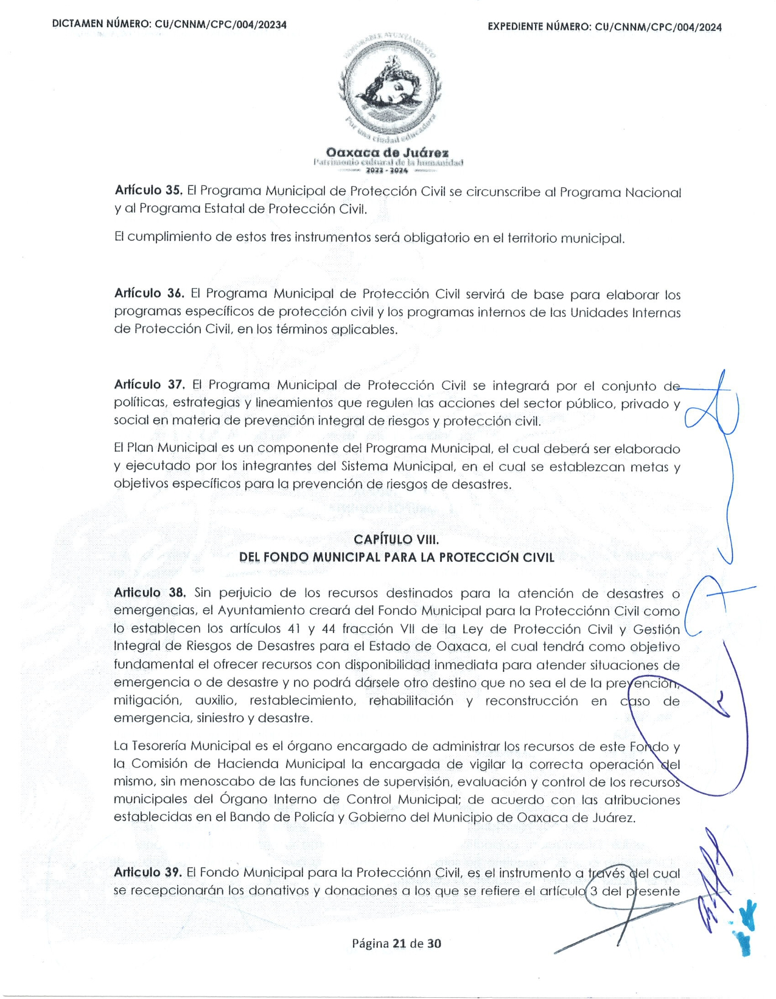 DICTAMEN NÚMERO: CU/CNNM/CPC/004/20234
EXPEDIENTE NÚMERO: CU/CNNM/CPC/004/2024
HONORABLE AYUNTAMIENTO
Por una ciudad educadora
Oaxaca de Juárez
Patrimonio cultural de la humanidad
2022 - 2024
Artículo 35. El Programa Municipal de Protección Civil se circunscribe al Programa Nacional
y al Programa Estatal de Protección Civil.
El cumplimiento de estos tres instrumentos será obligatorio en el territorio municipal.
Artículo 36. El Programa Municipal de Protección Civil servirá de base para elaborar los
programas específicos de protección civil y los programas internos de las Unidades Internas
de Protección Civil, en los términos aplicables.
Artículo 37. El Programa Municipal de Protección Civil se integrará por el conjunto de
políticas, estrategias y lineamientos que regulen las acciones del sector público, privado y
social en materia de prevención integral de riesgos y protección civil.
El Plan Municipal es un componente del Programa Municipal, el cual deberá ser elaborado
y ejecutado por los integrantes del Sistema Municipal, en el cual se establezcan metas y
objetivos específicos para la prevención de riesgos de desastres.
CAPÍTULO VIII.
DEL FONDO MUNICIPAL PARA LA PROTECCIÓN CIVIL
Articulo 38. Sin perjuicio de los recursos destinados para la atención de desastres o
emergencias, el Ayuntamiento creará del Fondo Municipal para la Protecciónn Civil como
lo establecen los artículos 41 y 44 fracción VII de la Ley de Protección Civil y Gestión
Integral de Riesgos de Desastres para el Estado de Oaxaca, el cual tendrá como objetivo
fundamental el ofrecer recursos con disponibilidad inmediata para atender situaciones de
emergencia o de desastre y no podrá dársele otro destino que no sea el de la prevención,
mitigación, auxilio, restablecimiento, rehabilitación y reconstrucción en caso de
emergencia, siniestro y desastre.
La Tesorería Municipal es el órgano encargado de administrar los recursos de este Fondo y
la Comisión de Hacienda Municipal la encargada de vigilar la correcta operación del
mismo, sin menoscabo de las funciones de supervisión, evaluación y control de los recursos
municipales del Órgano Interno de Control Municipal; de acuerdo con las atribuciones
establecidas en el Bando de Policía y Gobierno del Municipio de Oaxaca de Juárez.
Articulo 39. El Fondo Municipal para la Protecciónn Civil, es el instrumento a través del cual
se recepcionarán los donativos y donaciones a los que se refiere el artículo 3 del presente
Página 21 de 30